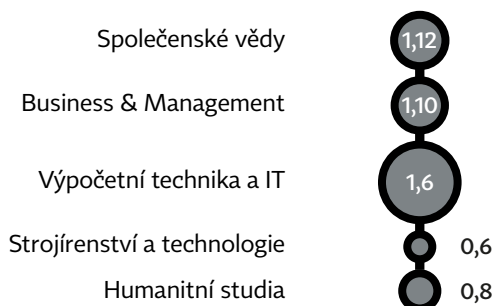 Společenské vědy 1,12
Business & Management 1,10
Výpočetní technika a IT 1,6
Strojírenství a technologie 0,6
Humanitní studia 0,8